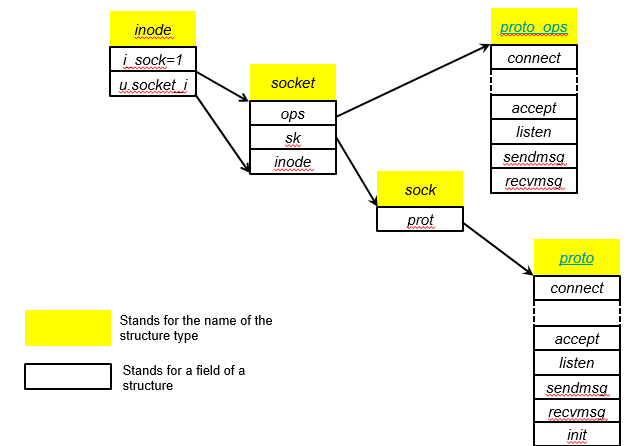 inode
i_sock=1
u.socket_i
socket
ops
sk
inode
proto_ops
connect
accept
listen
sendmsg
recvmsg
sock
prot
proto
connect
accept
listen
sendmsg
recvmsg
init
Stands for the name of the
structure type
Stands for a field of a
structure